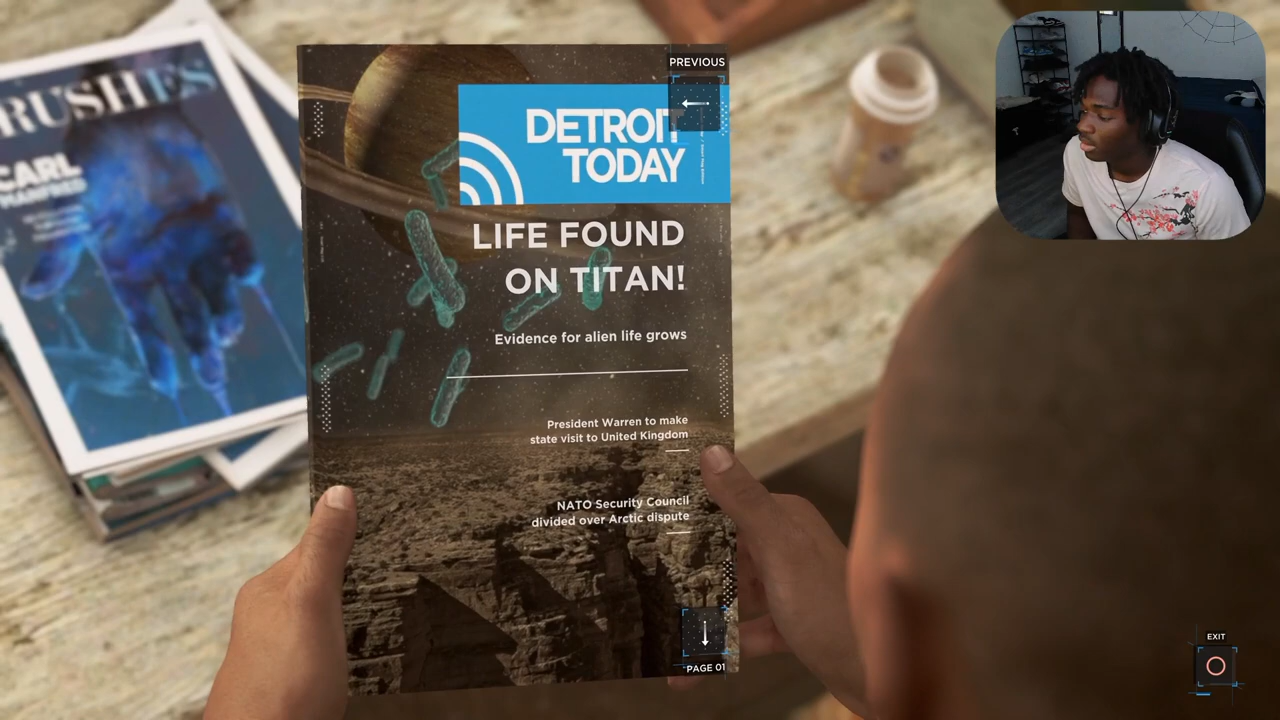 RUSHES
CARL
MANFRED
PREVIOUS
DETROIT
TODAY
LIFE FOUND
ON TITAN!
Evidence for alien life grows
President Warren to make
state visit to United Kingdom
NATO Security Council
divided over Arctic dispute
PAGE 01
EXIT